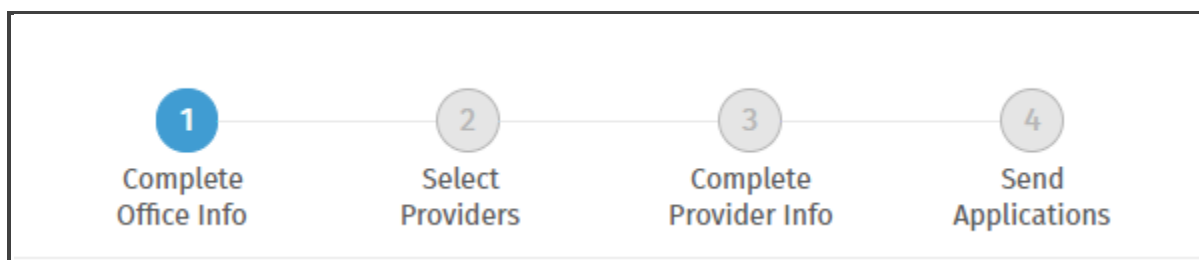 1
2
3
4
Complete
Office Info
Select
Providers
Complete
Provider Info
Send
Applications